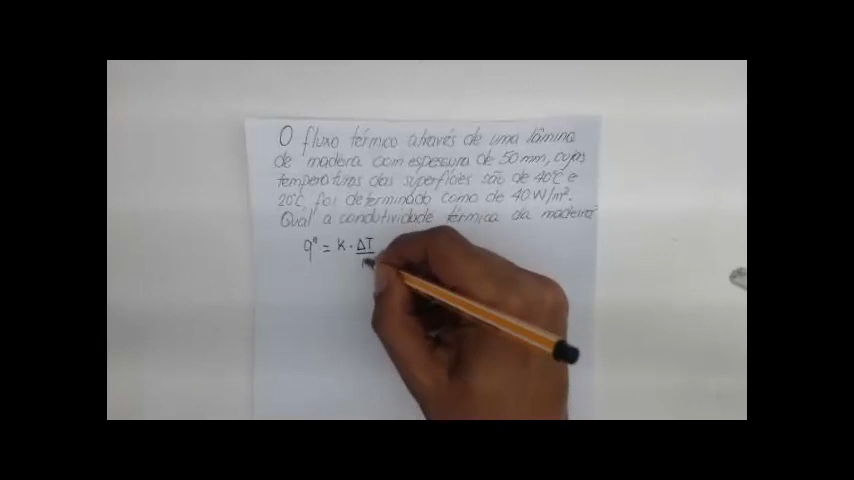 O fluxo térmico através de uma lâmina
de madeira com espessura de 50 mm, cujas
temperaturas das superfícies são de 40°C e
20°C, foi determinado como de 40 W/m².
Qual a condutividade térmica da madeira?
q" = K . ΔT